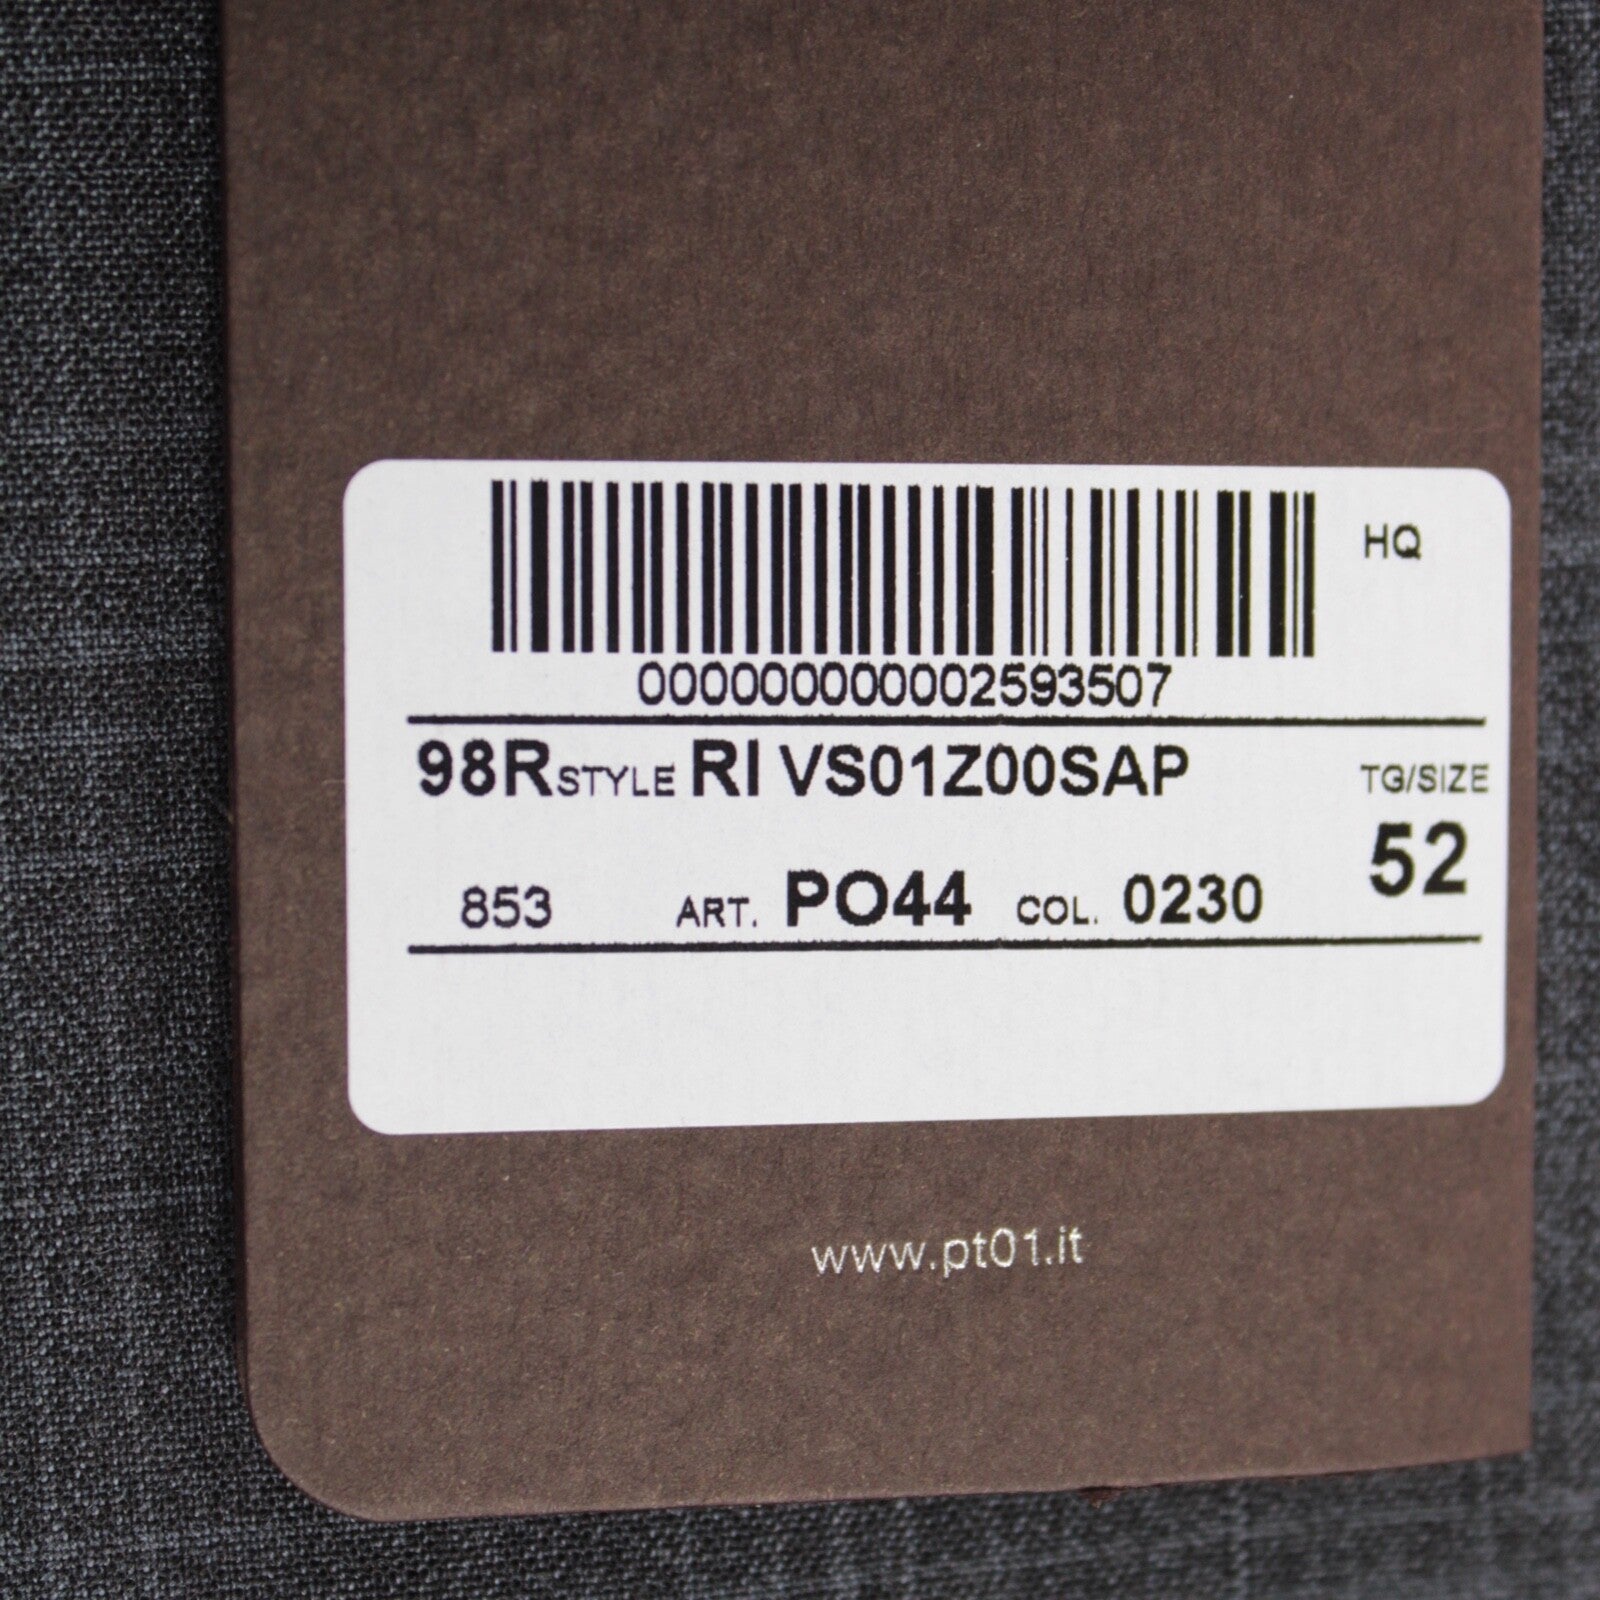 HQ
000000000002593507
98R STYLE RI VS01Z00SAP TG/SIZE
52
853 ART. PO44 COL. 0230
www.pt01.it